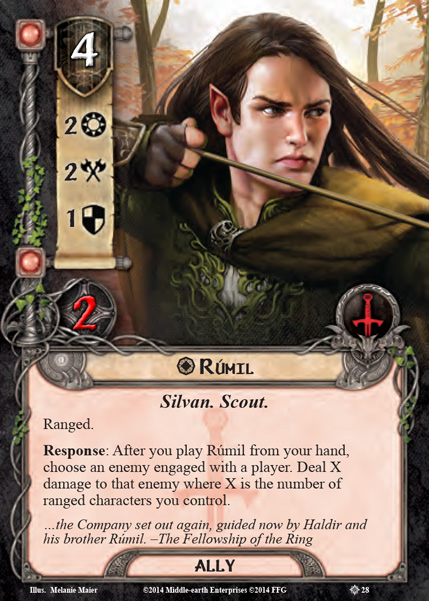 4
2
2
1
2
RÚMIL
Silvan. Scout.
Ranged.
Response: After you play Rúmil from your hand,
choose an enemy engaged with a player. Deal X
damage to that enemy where X is the number of
ranged characters you control.
…the Company set out again, guided now by Haldir and
his brother Rúmil. –The Fellowship of the Ring
ALLY
Illus. Melanie Maier ©2014 Middle-earth Enterprises ©2014 FFG 28